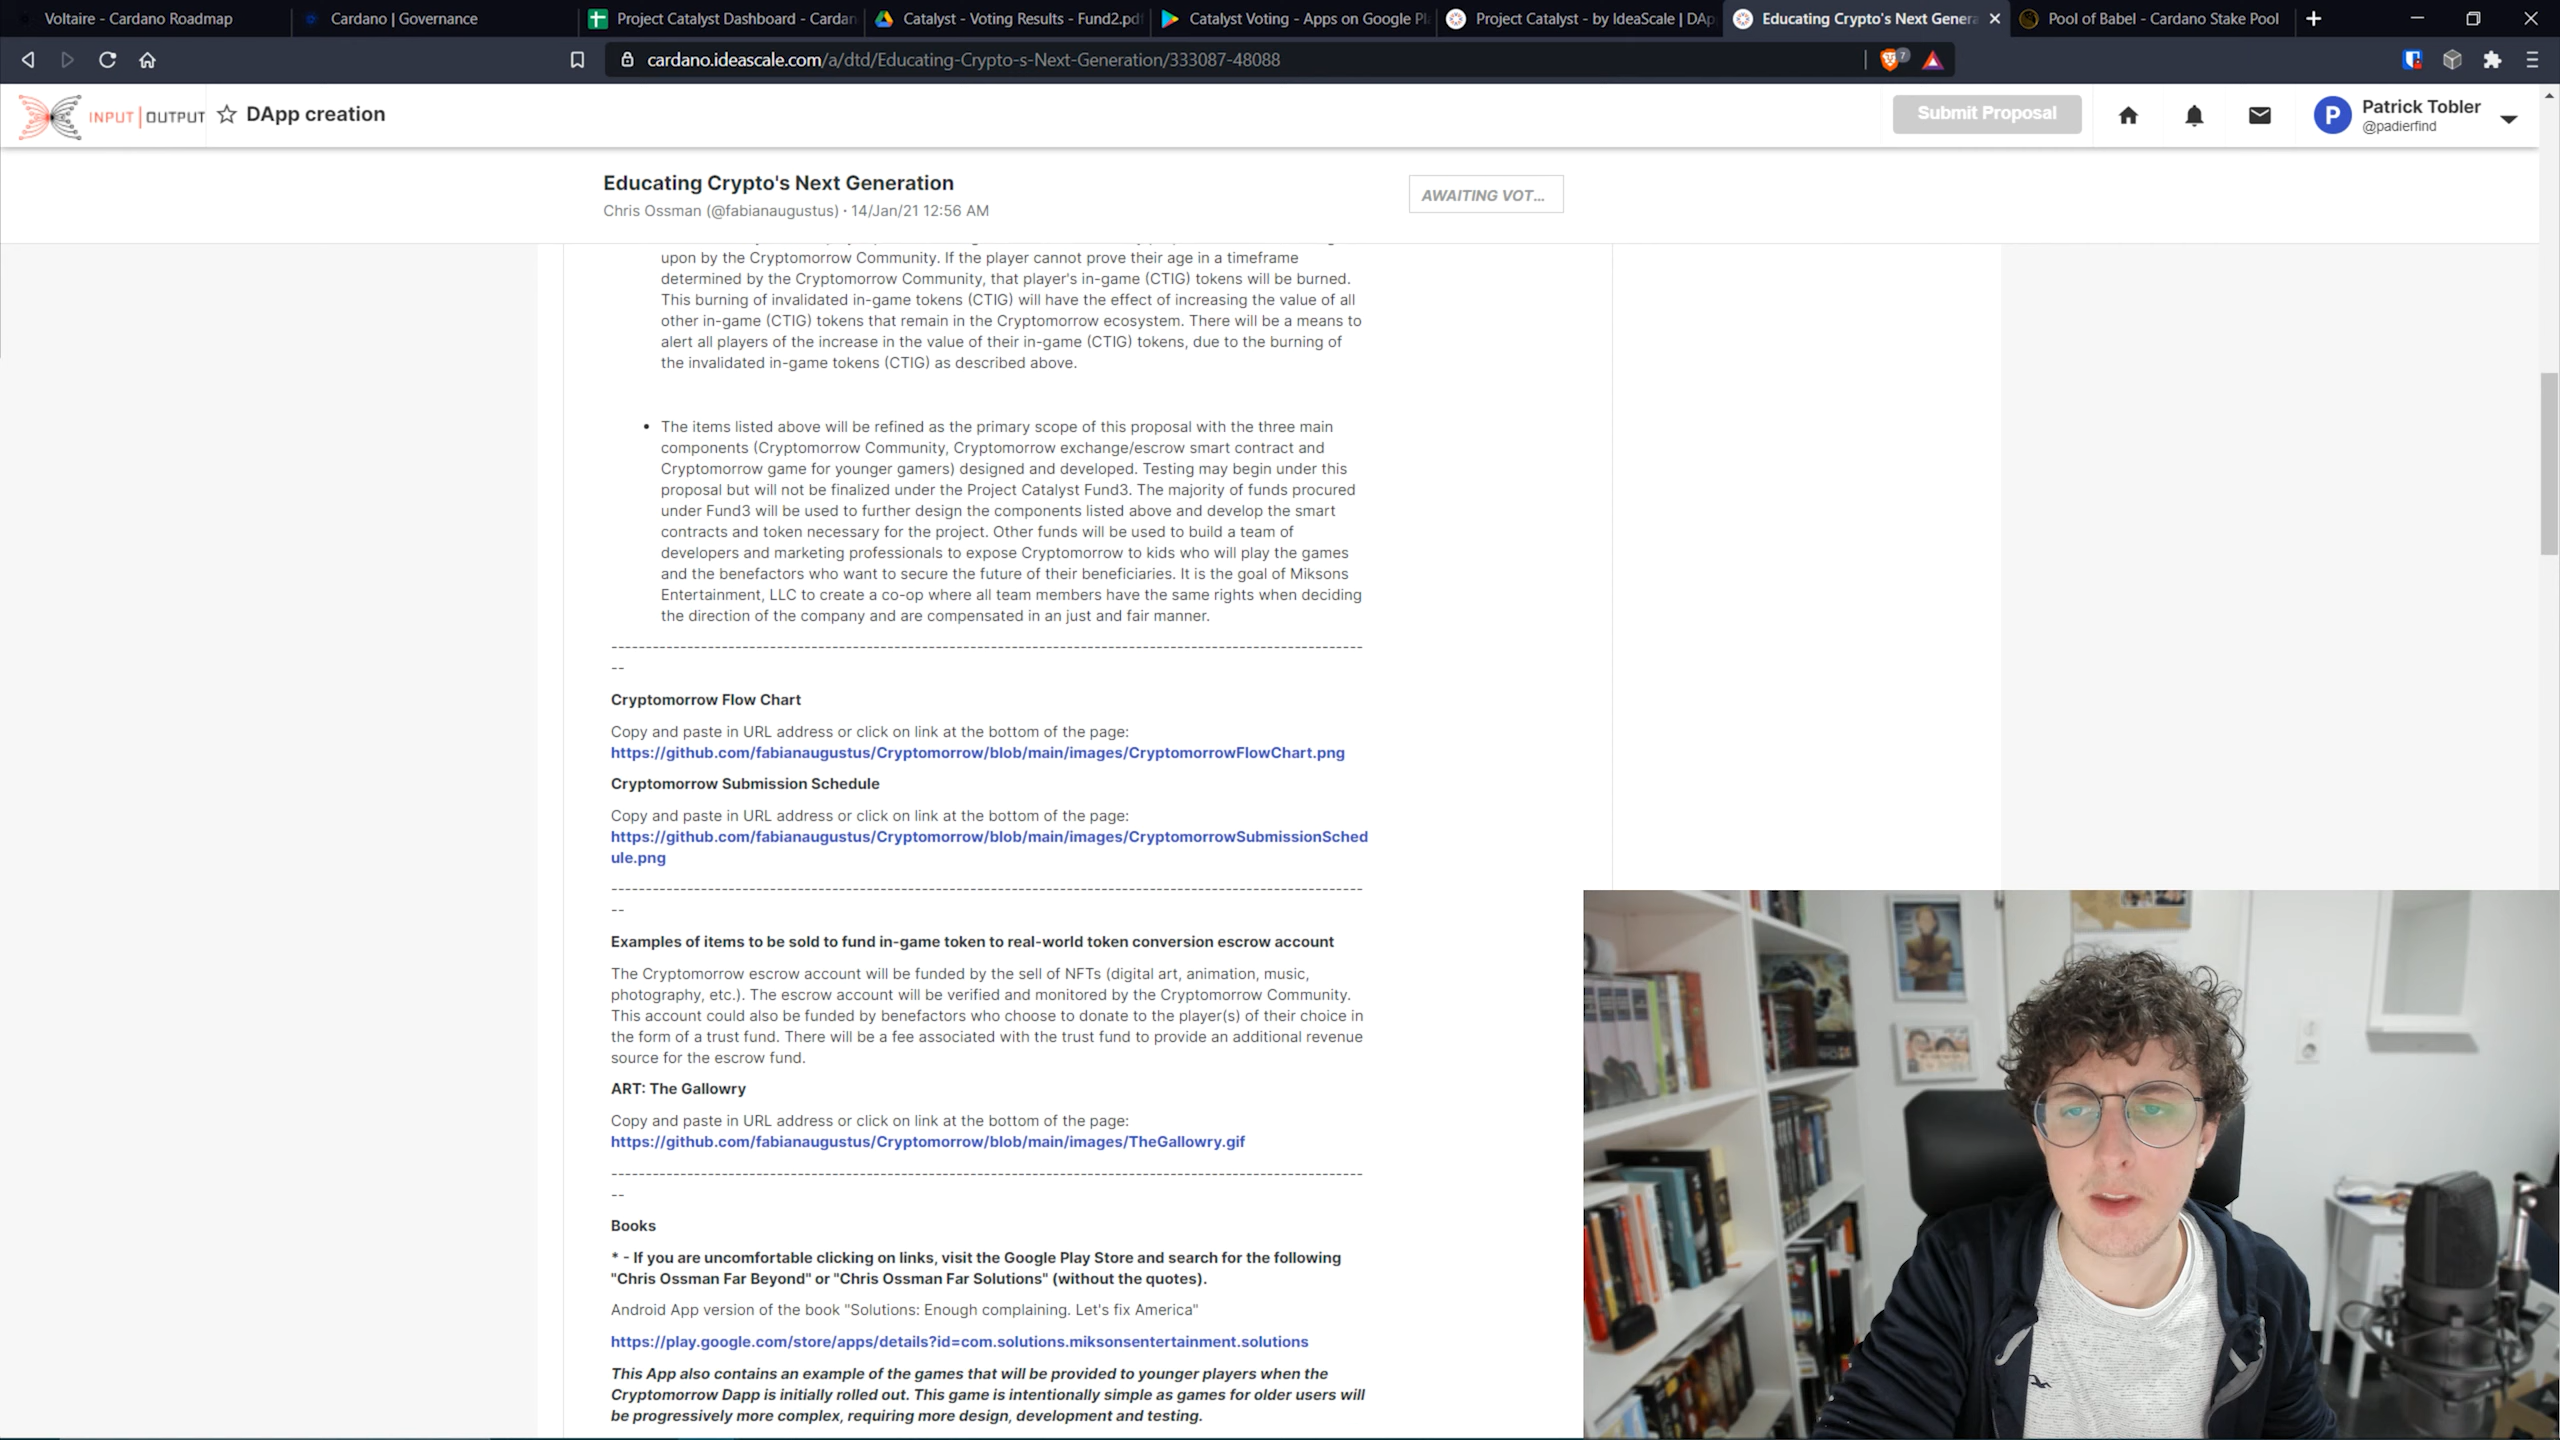 Voltaire - Cardano Roadmap
Cardano | Governance
Project Catalyst Dashboard - Cardan
Catalyst - Voting Results - Fund2.pdf
Catalyst Voting - Apps on Google Pl
Project Catalyst - by IdeaScale | DAp
Educating Crypto's Next Genera
Pool of Babel - Cardano Stake Pool
cardano.ideascale.com/a/dtd/Educating-Crypto-s-Next-Generation/333087-48088
7
INPUT | OUTPUT
DApp creation
Submit Proposal
P
Patrick Tobler
@padierfind
Educating Crypto's Next Generation
Chris Ossman (@fabianaugustus) · 14/Jan/21 12:56 AM
AWAITING VOT...
upon by the Cryptomorrow Community. If the player cannot prove their age in a timeframe
determined by the Cryptomorrow Community, that player's in-game (CTIG) tokens will be burned.
This burning of invalidated in-game tokens (CTIG) will have the effect of increasing the value of all
other in-game (CTIG) tokens that remain in the Cryptomorrow ecosystem. There will be a means to
alert all players of the increase in the value of their in-game (CTIG) tokens, due to the burning of
the invalidated in-game tokens (CTIG) as described above.
• The items listed above will be refined as the primary scope of this proposal with the three main
components (Cryptomorrow Community, Cryptomorrow exchange/escrow smart contract and
Cryptomorrow game for younger gamers) designed and developed. Testing may begin under this
proposal but will not be finalized under the Project Catalyst Fund3. The majority of funds procured
under Fund3 will be used to further design the components listed above and develop the smart
contracts and token necessary for the project. Other funds will be used to build a team of
developers and marketing professionals to expose Cryptomorrow to kids who will play the games
and the benefactors who want to secure the future of their beneficiaries. It is the goal of Miksons
Entertainment, LLC to create a co-op where all team members have the same rights when deciding
the direction of the company and are compensated in an just and fair manner.
--------------------------------------------------------------------------------------------------------------
--
Cryptomorrow Flow Chart
Copy and paste in URL address or click on link at the bottom of the page:
https://github.com/fabianaugustus/Cryptomorrow/blob/main/images/CryptomorrowFlowChart.png
Cryptomorrow Submission Schedule
Copy and paste in URL address or click on link at the bottom of the page:
https://github.com/fabianaugustus/Cryptomorrow/blob/main/images/CryptomorrowSubmissionSched
ule.png
--------------------------------------------------------------------------------------------------------------
--
Examples of items to be sold to fund in-game token to real-world token conversion escrow account
The Cryptomorrow escrow account will be funded by the sell of NFTs (digital art, animation, music,
photography, etc.). The escrow account will be verified and monitored by the Cryptomorrow Community.
This account could also be funded by benefactors who choose to donate to the player(s) of their choice in
the form of a trust fund. There will be a fee associated with the trust fund to provide an additional revenue
source for the escrow fund.
ART: The Gallowry
Copy and paste in URL address or click on link at the bottom of the page:
https://github.com/fabianaugustus/Cryptomorrow/blob/main/images/TheGallowry.gif
--------------------------------------------------------------------------------------------------------------
--
Books
* - If you are uncomfortable clicking on links, visit the Google Play Store and search for the following
"Chris Ossman Far Beyond" or "Chris Ossman Far Solutions" (without the quotes).
Android App version of the book "Solutions: Enough complaining. Let's fix America"
https://play.google.com/store/apps/details?id=com.solutions.miksonsentertainment.solutions
This App also contains an example of the games that will be provided to younger players when the
Cryptomorrow Dapp is initially rolled out. This game is intentionally simple as games for older users will
be progressively more complex, requiring more design, development and testing.